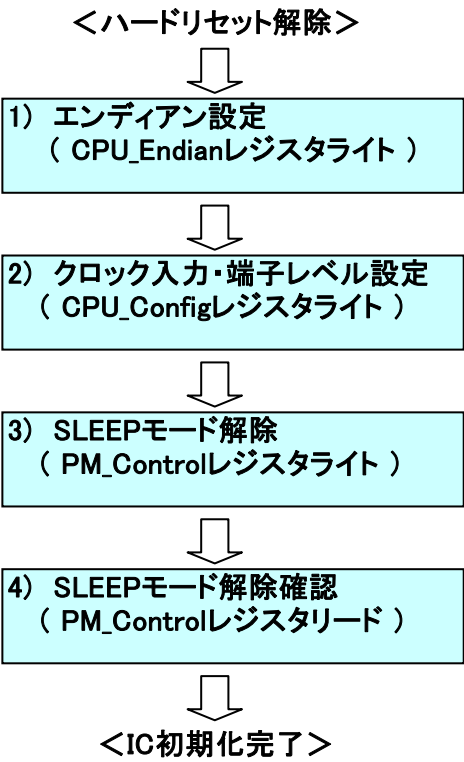 ＜ハードリセット解除＞
1)　エンディアン設定
( CPU_Endianレジスタライト )
2)　クロック入力・端子レベル設定
( CPU_Configレジスタライト )
3)　SLEEPモード解除
( PM_Controlレジスタライト )
4)　SLEEPモード解除確認
( PM_Controlレジスタリード )
＜IC初期化完了＞